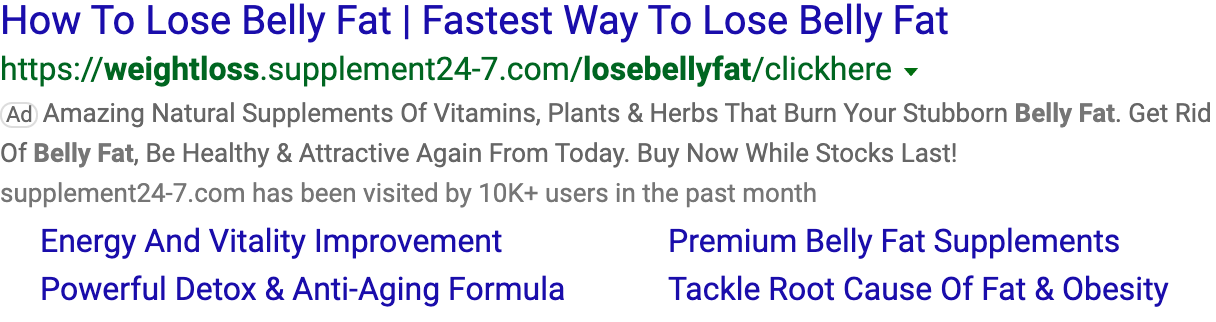 How To Lose Belly Fat | Fastest Way To Lose Belly Fat
https://weightloss.supplement24-7.com/losebellyfat/clickhere
Ad Amazing Natural Supplements Of Vitamins, Plants & Herbs That Burn Your Stubborn Belly Fat. Get Rid
Of Belly Fat, Be Healthy & Attractive Again From Today. Buy Now While Stocks Last!
supplement24-7.com has been visited by 10K+ users in the past month
Energy And Vitality Improvement Premium Belly Fat Supplements
Powerful Detox & Anti-Aging Formula Tackle Root Cause Of Fat & Obesity